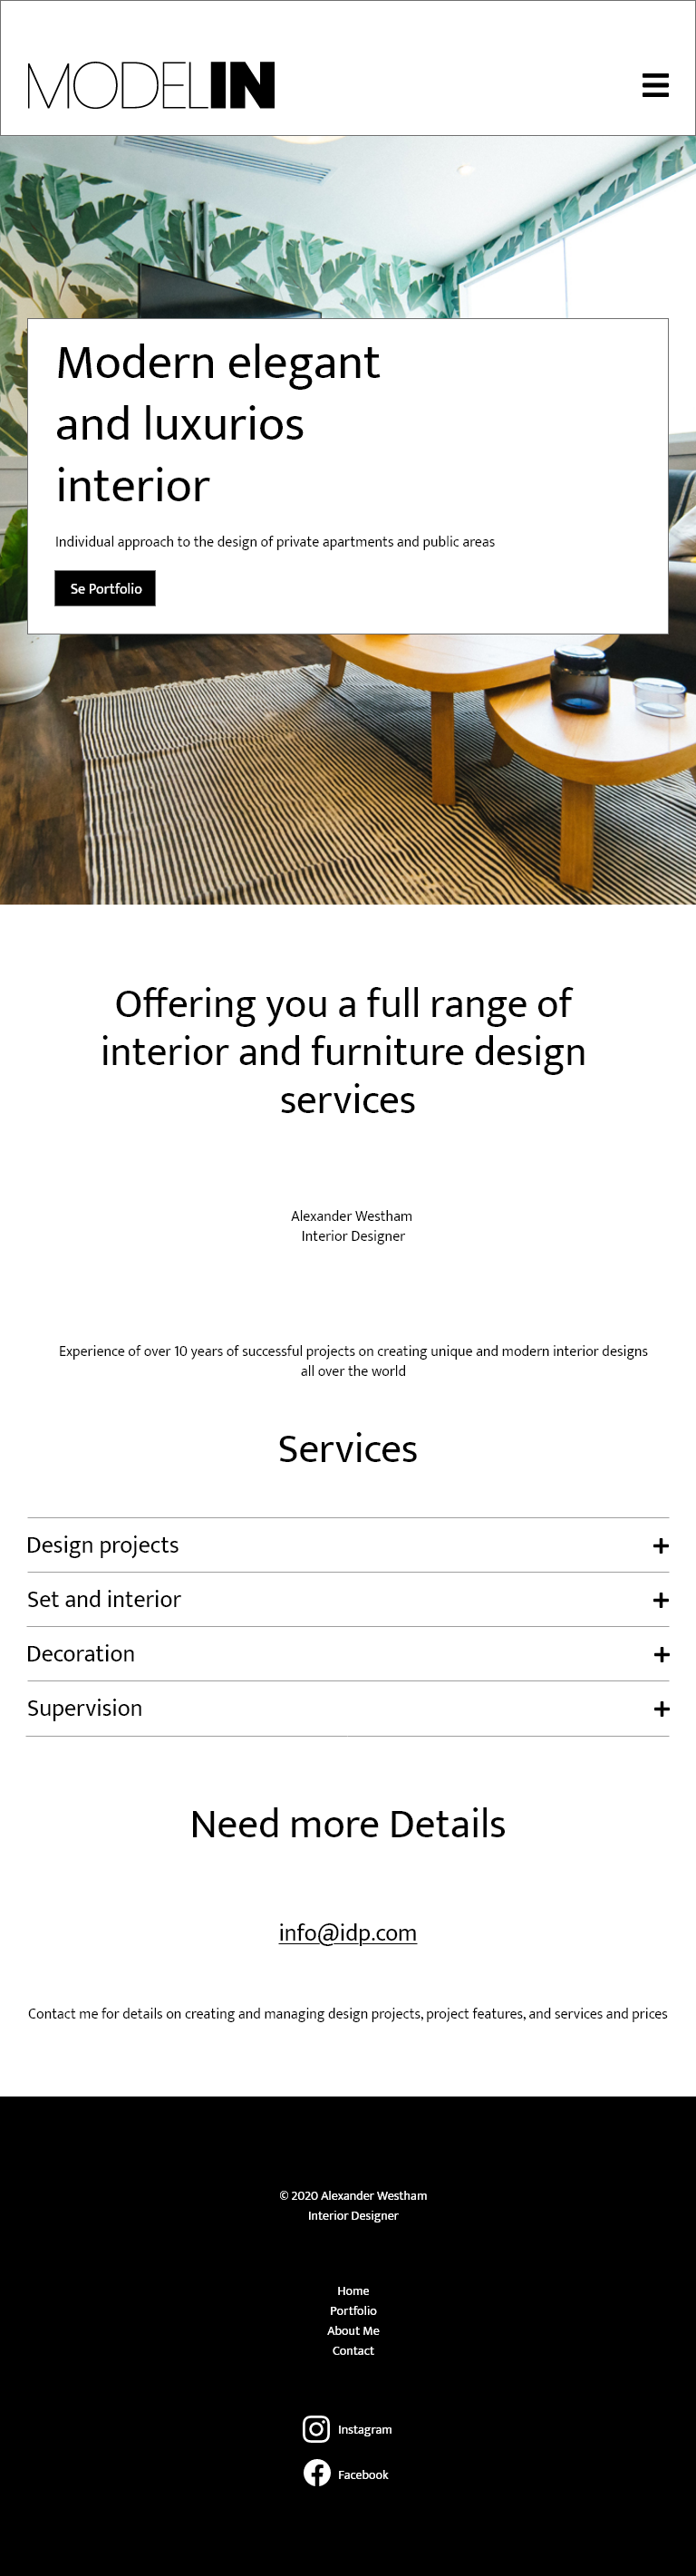 MODELIN
Modern elegant
and luxurios
interior
Individual approach to the design of private apartments and public areas
Se Portfolio
Offering you a full range of
interior and furniture design
services
Alexander Westham
Interior Designer
Experience of over 10 years of successful projects on creating unique and modern interior designs
all over the world
Services
Design projects
Set and interior
Decoration
Supervision
Need more Details
info@idp.com
Contact me for details on creating and managing design projects, project features, and services and prices
© 2020 Alexander Westham
Interior Designer
Home
Portfolio
About Me
Contact
Instagram
Facebook